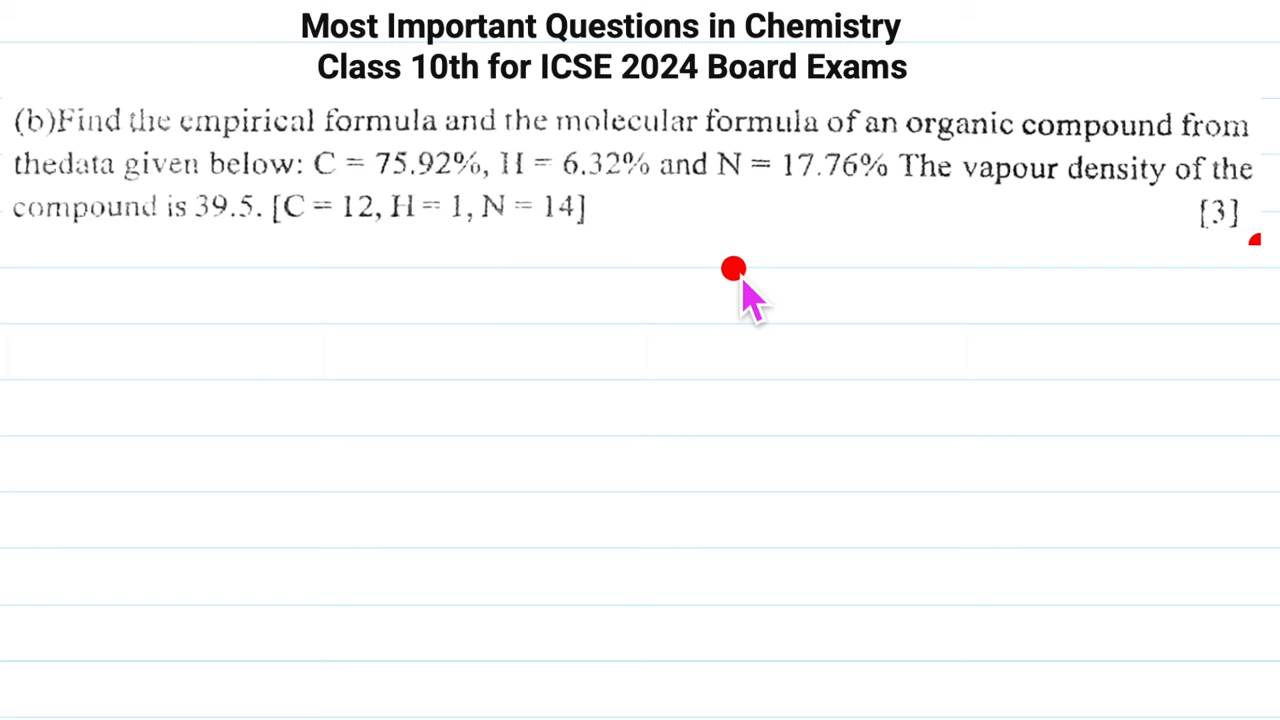 Most Important Questions in Chemistry
Class 10th for ICSE 2024 Board Exams
(b)Find the empirical formula and the molecular formula of an organic compound from
thedata given below: C = 75.92%, H = 6.32% and N = 17.76% The vapour density of the
compound is 39.5. [C = 12, H = 1, N = 14] [3]